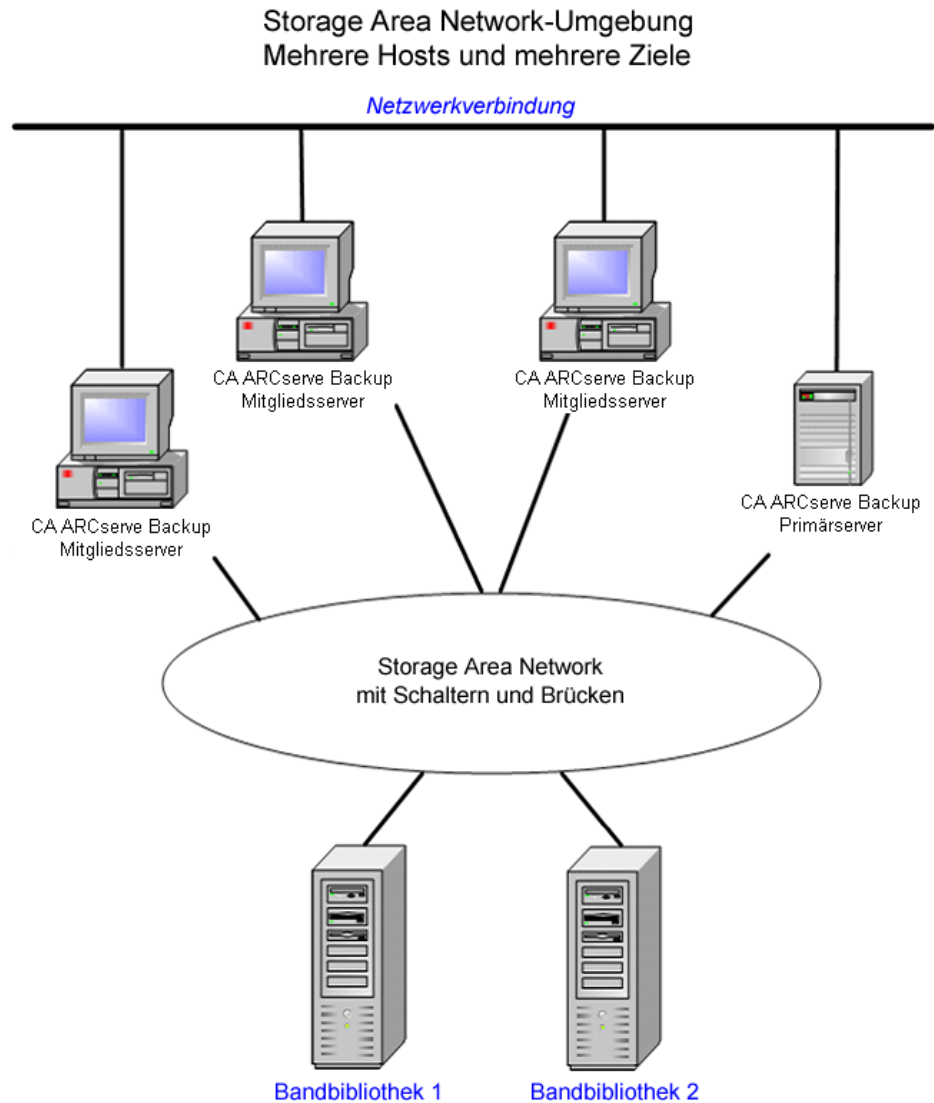 Storage Area Network-Umgebung
Mehrere Hosts und mehrere Ziele
Netzwerkverbindung
CA ARCserve Backup
Mitgliedsserver
CA ARCserve Backup
Mitgliedsserver
CA ARCserve Backup
Mitgliedsserver
CA ARCserve Backup
Primärserver
Storage Area Network
mit Schaltern und Brücken
Bandbibliothek 1
Bandbibliothek 2